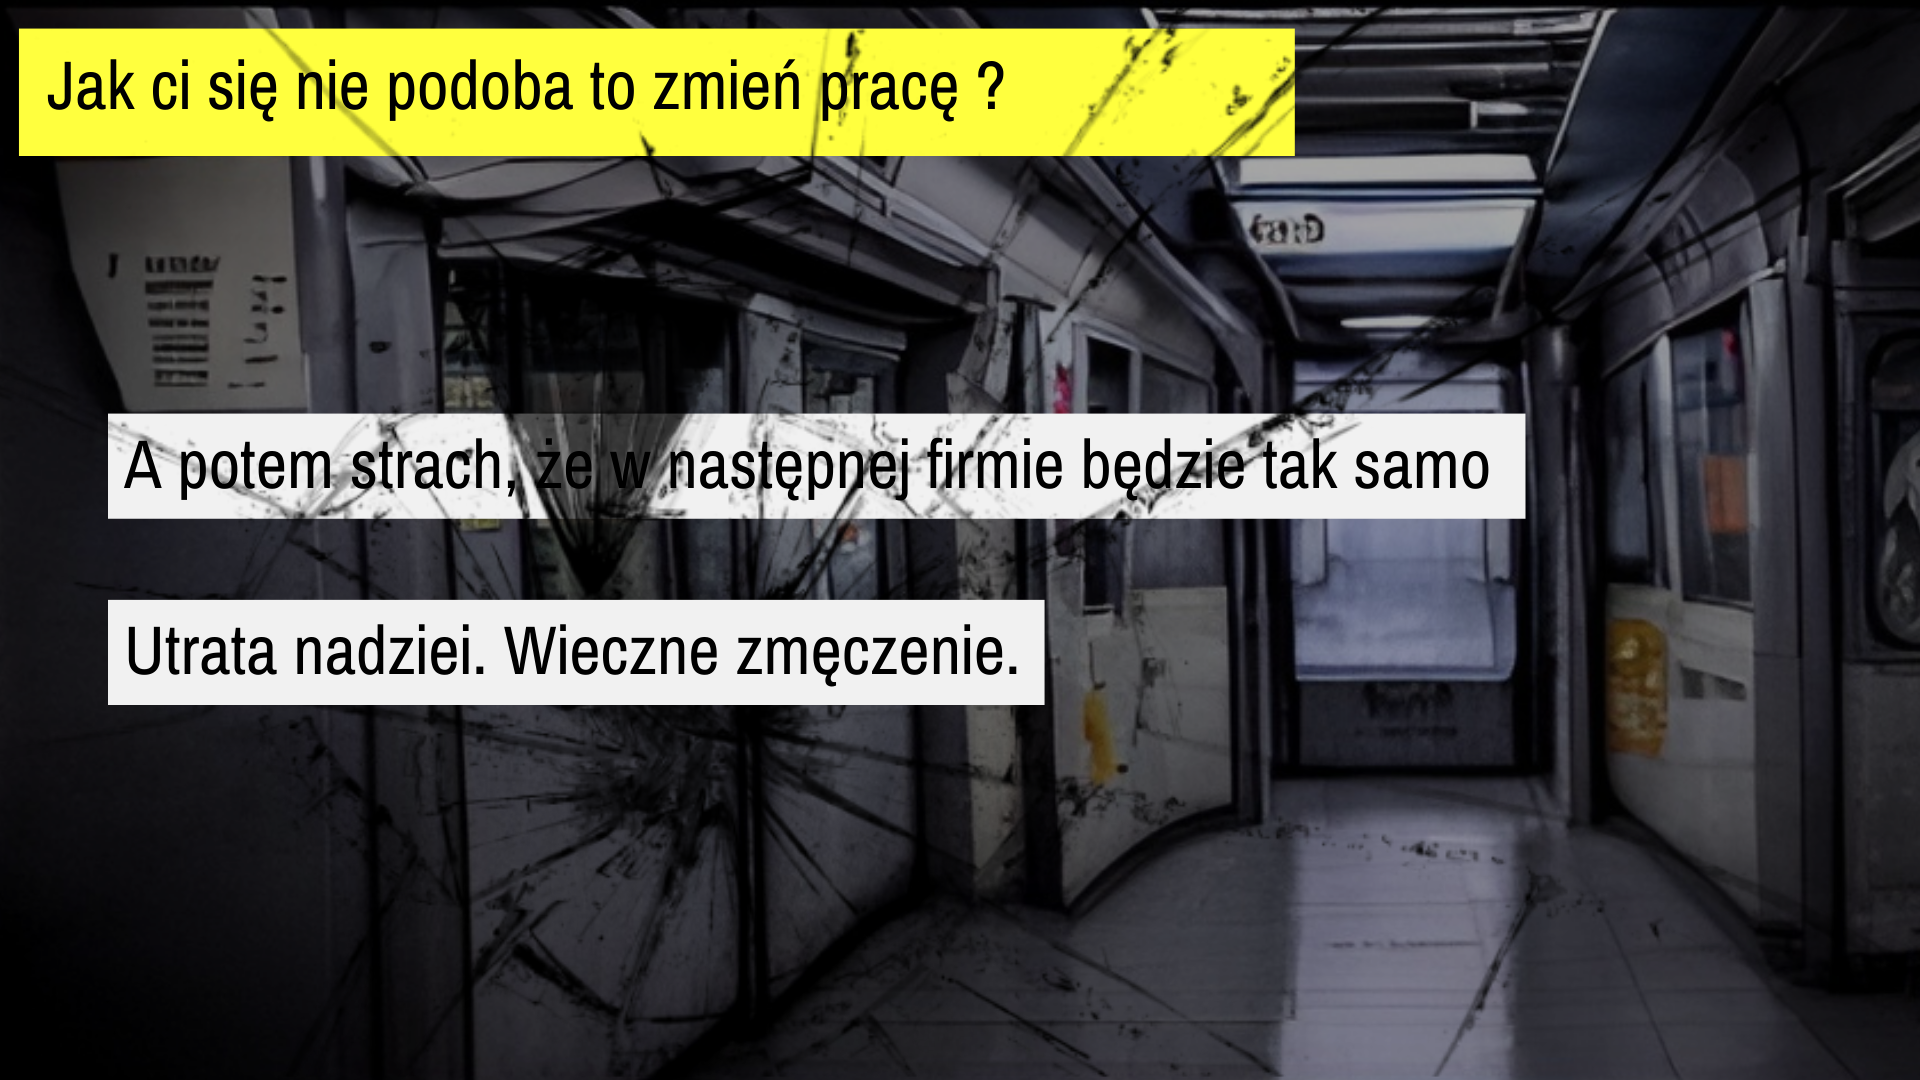 Jak ci się nie podoba to zmień pracę ?
A potem strach, że w następnej firmie będzie tak samo
Utrata nadziei. Wieczne zmęczenie.